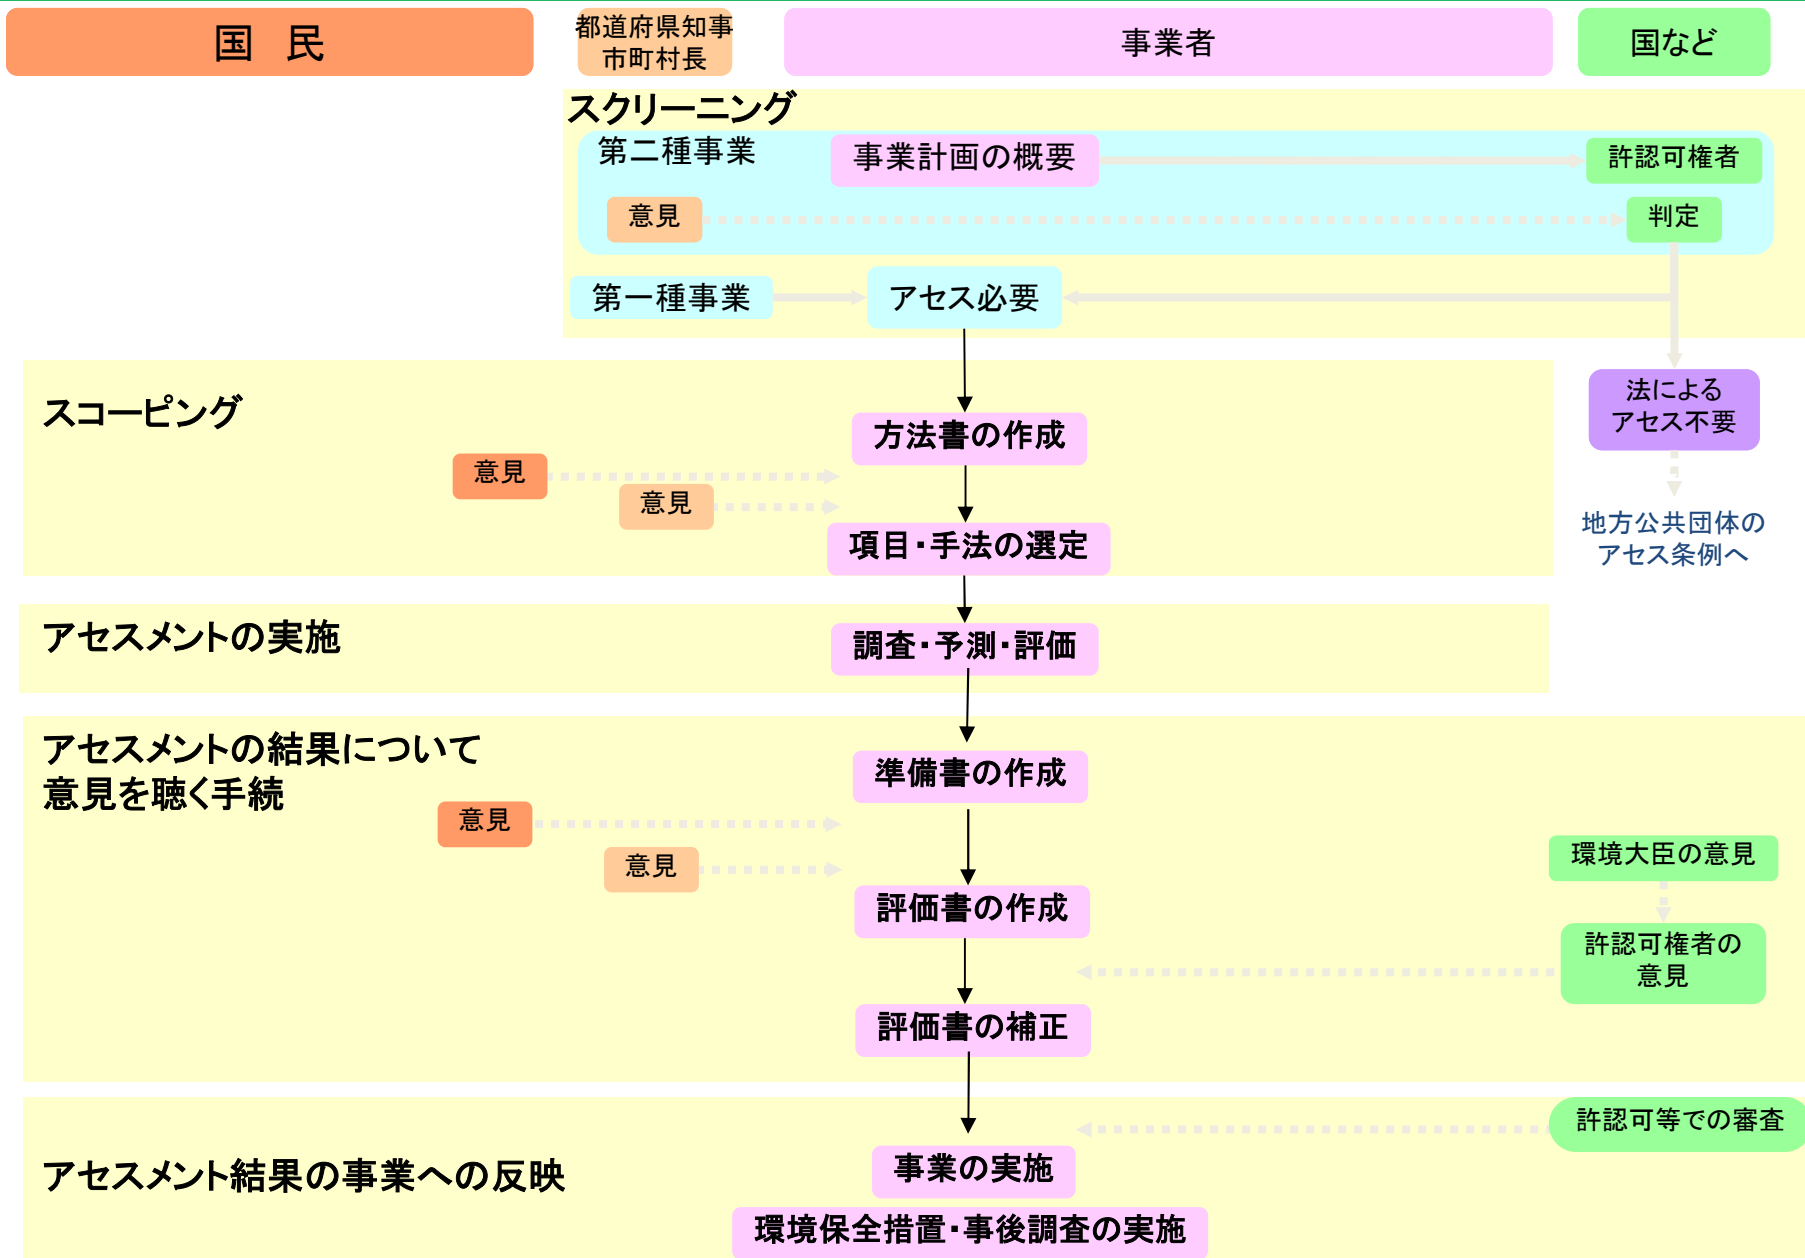 国　民
都道府県知事
市町村長
事業者
国など
スクリーニング
第二種事業
事業計画の概要
許認可権者
意見
判定
第一種事業
アセス必要
スコーピング
方法書の作成
法による
アセス不要
意見
意見
項目・手法の選定
地方公共団体の
アセス条例へ
アセスメントの実施
調査・予測・評価
アセスメントの結果について
意見を聴く手続
準備書の作成
意見
意見
環境大臣の意見
評価書の作成
許認可権者の
意見
評価書の補正
許認可等での審査
アセスメント結果の事業への反映
事業の実施
環境保全措置・事後調査の実施